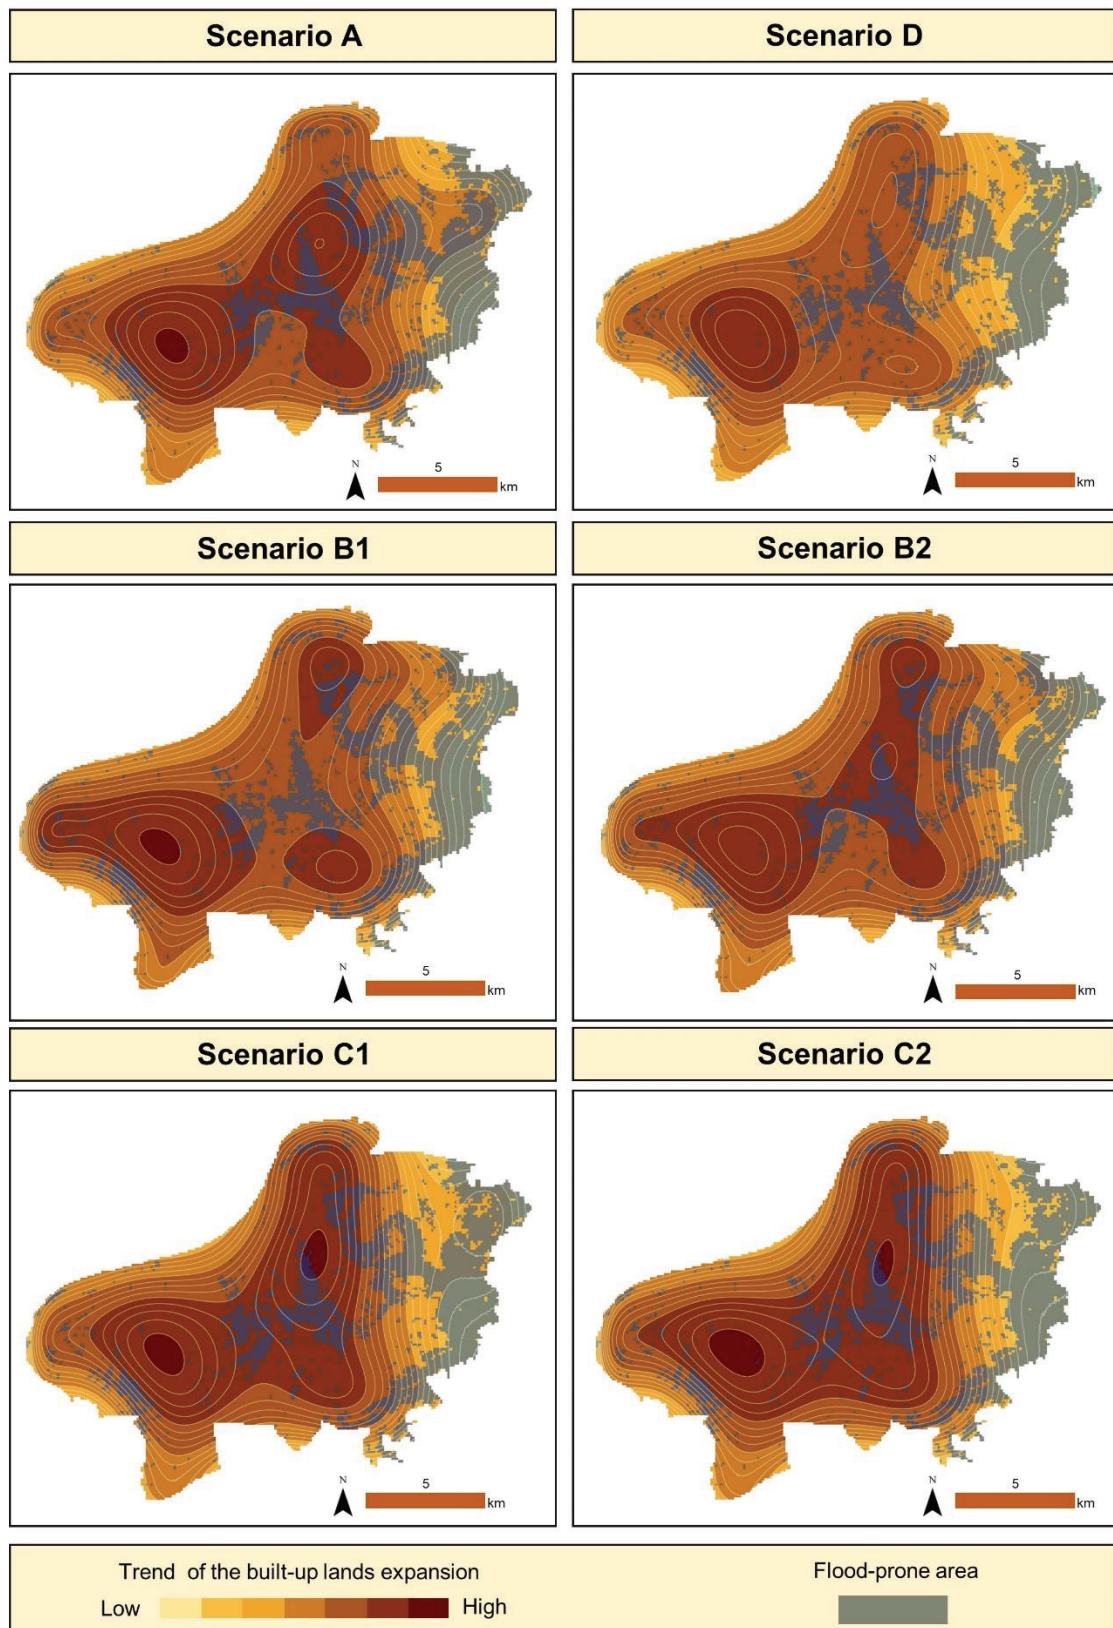 Scenario A
Scenario D
N
5
km
N
5
km
Scenario B1
Scenario B2
N
5
km
N
5
km
Scenario C1
Scenario C2
N
5
km
N
5
km
Trend of the built-up lands expansion
Flood-prone area
Low
High